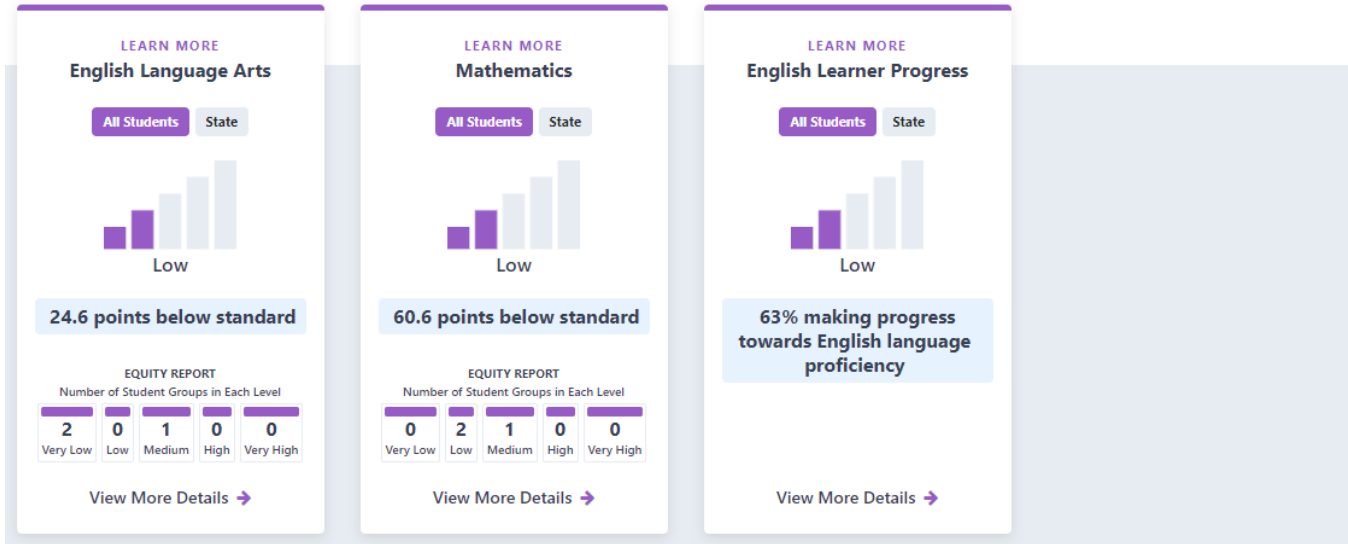 LEARN MORE
English Language Arts
All Students State
Low
24.6 points below standard
EQUITY REPORT
Number of Student Groups in Each Level
2 0 1 0 0
Very Low Low Medium High Very High
View More Details
LEARN MORE
Mathematics
All Students State
Low
60.6 points below standard
EQUITY REPORT
Number of Student Groups in Each Level
0 2 1 0 0
Very Low Low Medium High Very High
View More Details
LEARN MORE
English Learner Progress
All Students State
Low
63% making progress
towards English language
proficiency
View More Details